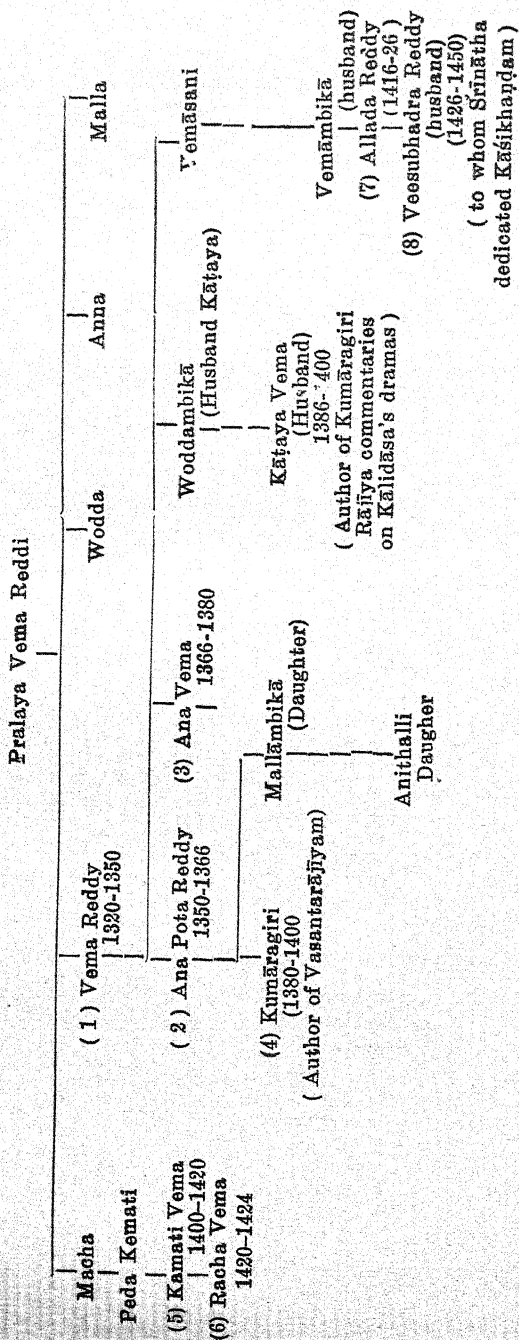 Pralaya Vema Reddi
Macha
(1) Vema Reddy
1320-1350
Wodda
Anna
Malla
Peda Kemati
(5) Kamati Vema
1400-1420
(6) Racha Vema
1420-1424
(2) Ana Pota Reddy
1350-1366
(3) Ana Vema
1366-1380
Woddambikā
(Husband Kāṭaya)
Vemāsani
(4) Kumāragiri
(1380-1400
( Author of Vasantarājīyam )
Mallāmbikā
(Daughter)
Anithalli
Daugher
Kāṭaya Vema
(Husband)
1386-1400
( Author of Kumāragiri
Rājīya commentaries
on Kālidāsa's dramas )
Vemāmbikā
(husband)
(7) Allada Reddy
(1416-26
(8) Veesubhadra Reddy
(husband)
(1426-1450)
( to whom Śrīnātha
dedicated Kāśikhaṇḍam )